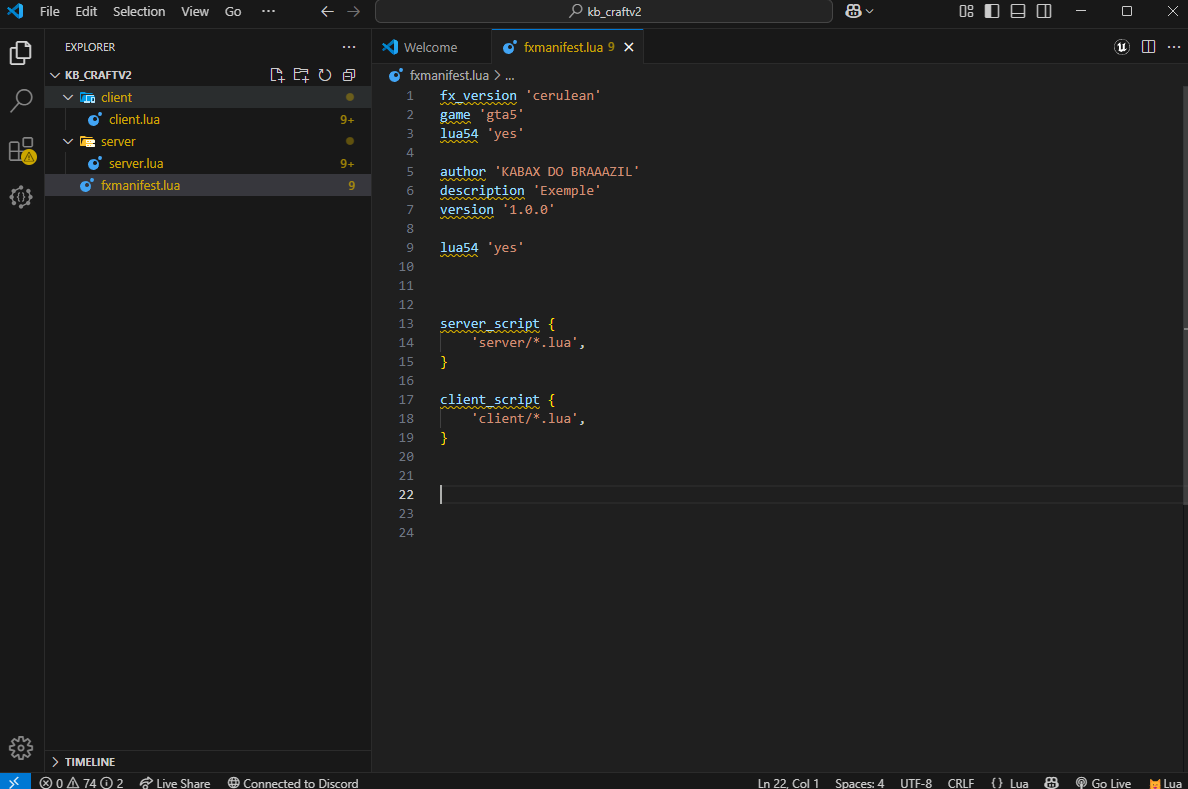 File Edit Selection View Go ··· kb_craftv2
EXPLORER ···
KB_CRAFTV2
client
client.lua 9+
server
server.lua 9+
fxmanifest.lua 9
TIMELINE
Welcome fxmanifest.lua 9
fxmanifest.lua > ...
1 fx_version 'cerulean'
2 game 'gta5'
3 lua54 'yes'
4
5 author 'KABAX DO BRAAAZIL'
6 description 'Exemple'
7 version '1.0.0'
8
9 lua54 'yes'
10
11
12
13 server_script {
14 'server/*.lua',
15 }
16
17 client_script {
18 'client/*.lua',
19 }
20
21
22
23
24
0 74 2 Live Share Connected to Discord Ln 22, Col 1 Spaces: 4 UTF-8 CRLF { } Lua Go Live Lua